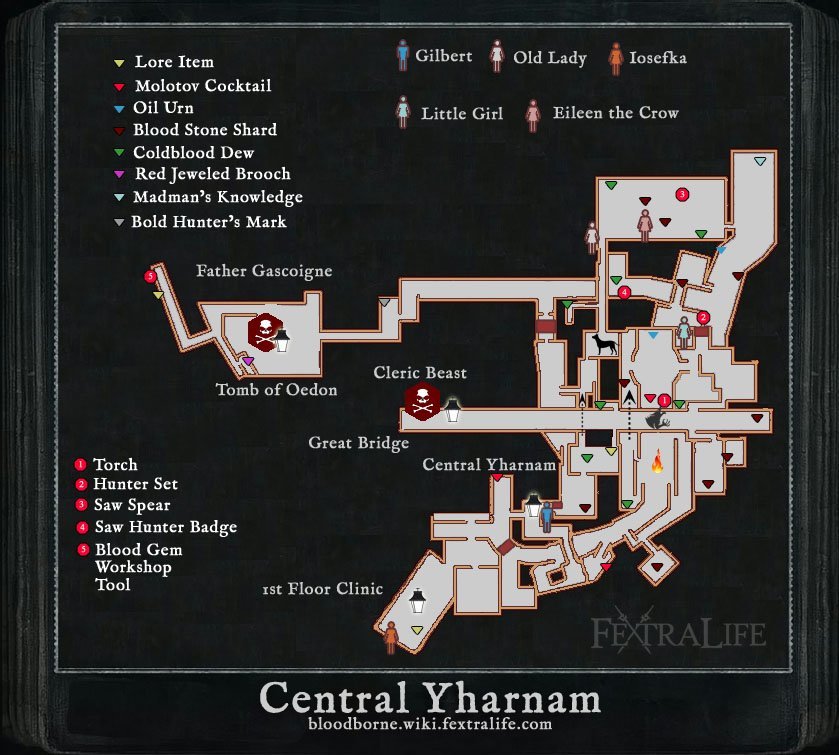 Lore Item
Molotov Cocktail
Oil Urn
Blood Stone Shard
Coldblood Dew
Red Jeweled Brooch
Madman's Knowledge
Bold Hunter's Mark
Gilbert
Old Lady
Iosefka
Little Girl
Eileen the Crow
3
5
Father Gascoigne
4
2
Tomb of Oedon
Cleric Beast
1
Great Bridge
Central Yharnam
1 Torch
2 Hunter Set
3 Saw Spear
4 Saw Hunter Badge
5 Blood Gem
Workshop
Tool
1st Floor Clinic
FEXTRALIFE
Central Yharnam
bloodborne.wiki.fextralife.com